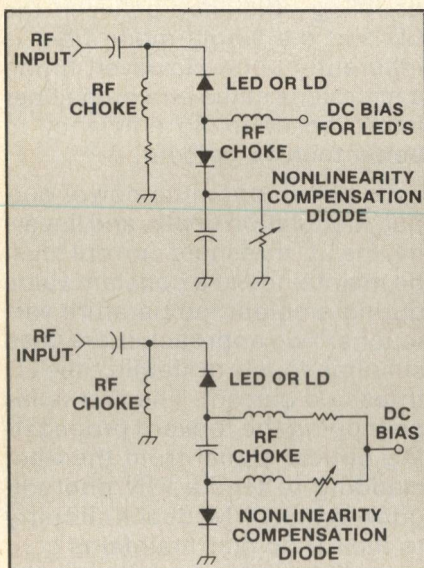 RF
INPUT
RF
CHOKE
LED OR LD
RF
CHOKE
DC BIAS
FOR LED'S
NONLINEARITY
COMPENSATION
DIODE
RF
INPUT
RF
CHOKE
LED OR LD
RF
CHOKE
DC
BIAS
NONLINEARITY
COMPENSATION
DIODE